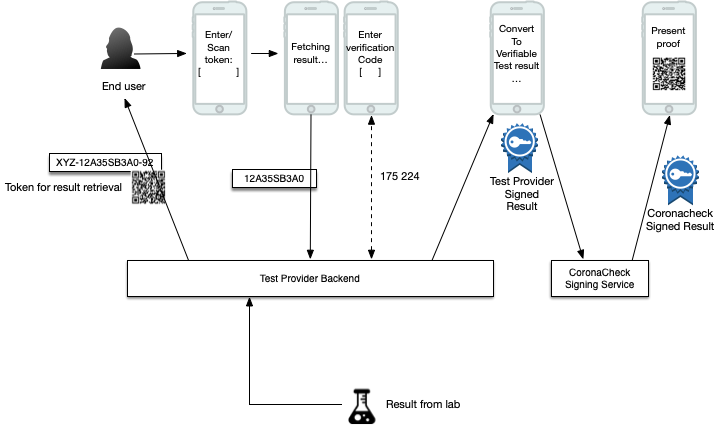 Enter/
Scan
token:
[ ]
Fetching
result...
Enter
verification
Code
[ ]
Convert
To
Verifiable
Test result
...
Present
proof
End user
XYZ-12A35SB3A0-92
Token for result retrieval
12A35SB3A0
175 224
Test Provider
Signed
Result
Coronacheck
Signed Result
Test Provider Backend
CoronaCheck
Signing Service
Result from lab